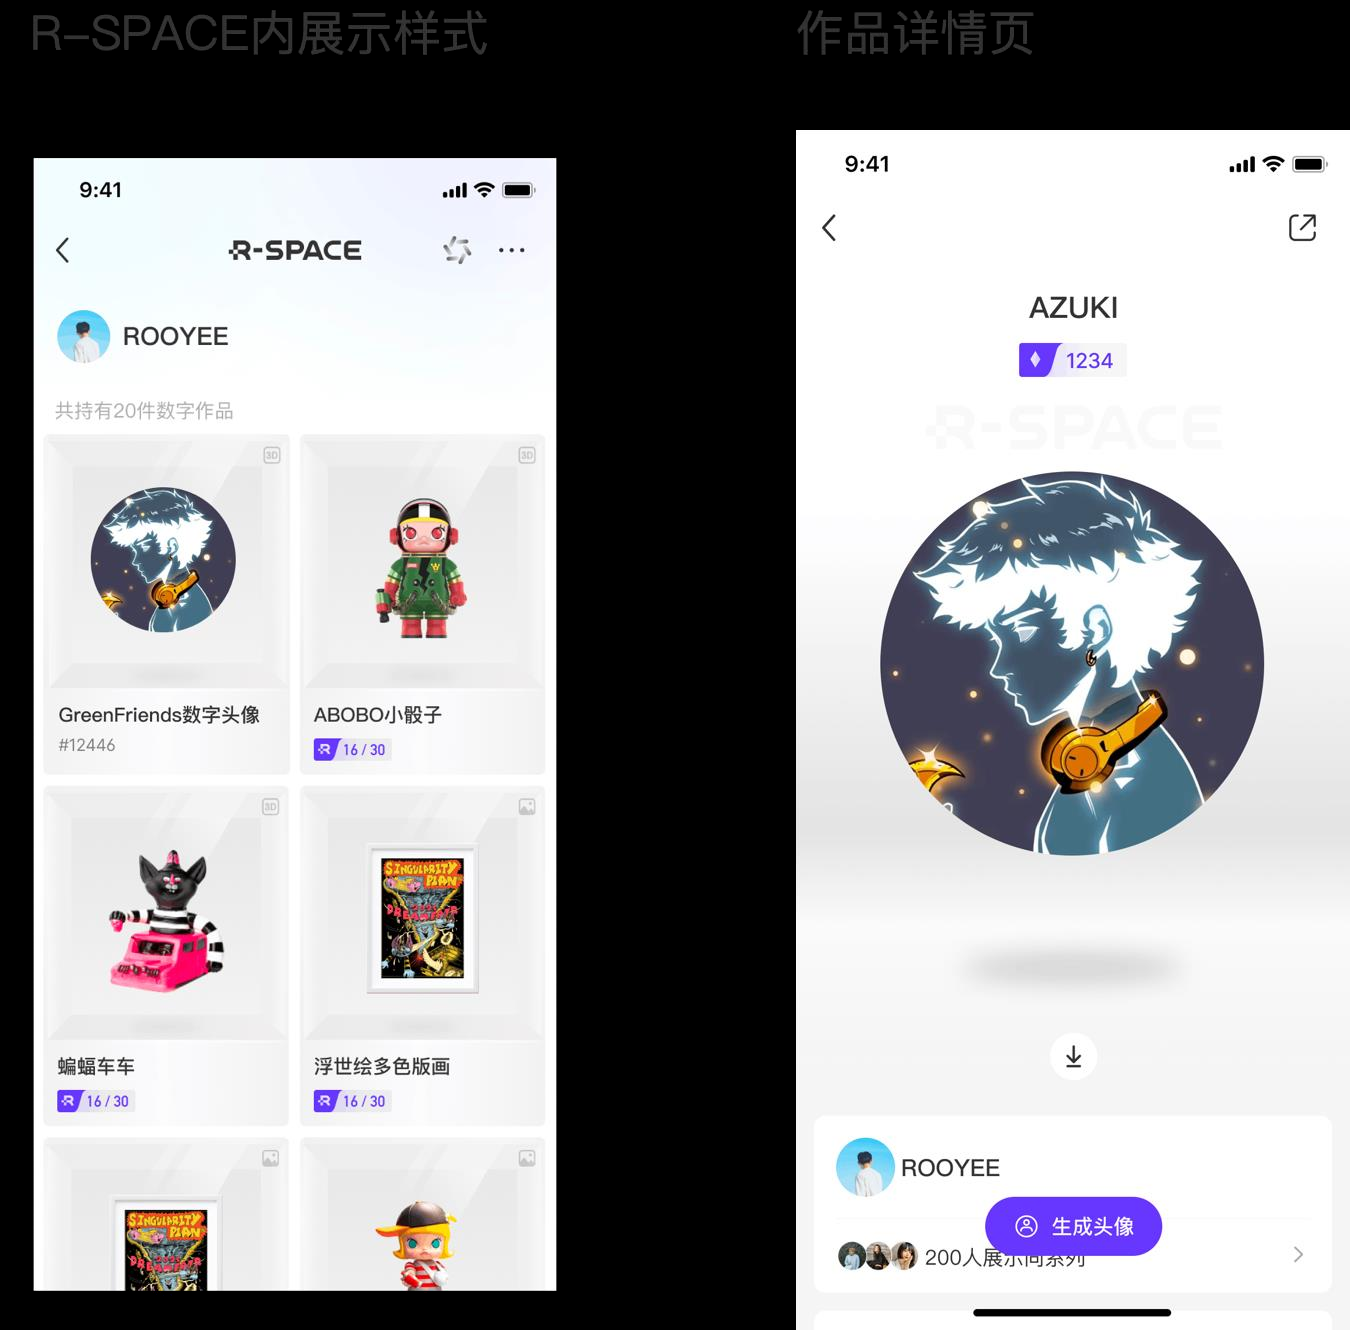 R-SPACE内展示样式
作品详情页
9:41
R-SPACE
ROOYEE
共持有20件数字作品
3D
3D
GreenFriends数字头像
#12446
ABOBO小骰子
R 16 / 30
3D
SINGULARITY
PLAN
蝙蝠车车
R 16 / 30
浮世绘多色版画
R 16 / 30
SINGULARITY
PLAN
9:41
AZUKI
1234
R-SPACE
ROOYEE
生成头像
200人展示同系列